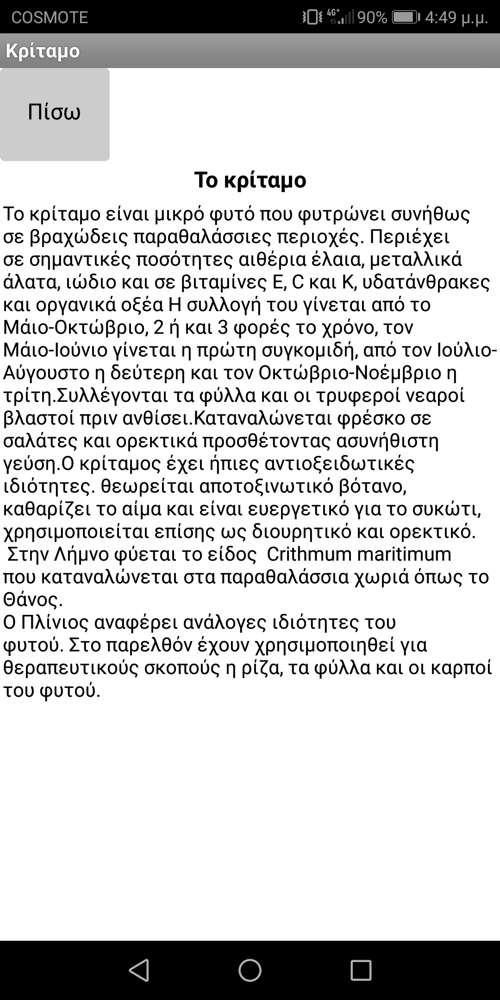 COSMOTE 4G+ 90% 4:49 μ.μ.
Κρίταμο
Πίσω
Το κρίταμο
Το κρίταμο είναι μικρό φυτό που φυτρώνει συνήθως
σε βραχώδεις παραθαλάσσιες περιοχές. Περιέχει
σε σημαντικές ποσότητες αιθέρια έλαια, μεταλλικά
άλατα, ιώδιο και σε βιταμίνες Ε, C και Κ, υδατάνθρακες
και οργανικά οξέα Η συλλογή του γίνεται από το
Μάιο-Οκτώβριο, 2 ή και 3 φορές το χρόνο, τον
Μάιο-Ιούνιο γίνεται η πρώτη συγκομιδή, από τον Ιούλιο-
Αύγουστο η δεύτερη και τον Οκτώβριο-Νοέμβριο η
τρίτη.Συλλέγονται τα φύλλα και οι τρυφεροί νεαροί
βλαστοί πριν ανθίσει.Καταναλώνεται φρέσκο σε
σαλάτες και ορεκτικά προσθέτοντας ασυνήθιστη
γεύση.Ο κρίταμος έχει ήπιες αντιοξειδωτικές
ιδιότητες. θεωρείται αποτοξινωτικό βότανο,
καθαρίζει το αίμα και είναι ευεργετικό για το συκώτι,
χρησιμοποιείται επίσης ως διουρητικό και ορεκτικό.
Στην Λήμνο φύεται το είδος  Crithmum maritimum
που καταναλώνεται στα παραθαλάσσια χωριά όπως το
Θάνος.
Ο Πλίνιος αναφέρει ανάλογες ιδιότητες του
φυτού. Στο παρελθόν έχουν χρησιμοποιηθεί για
θεραπευτικούς σκοπούς η ρίζα, τα φύλλα και οι καρποί
του φυτού.